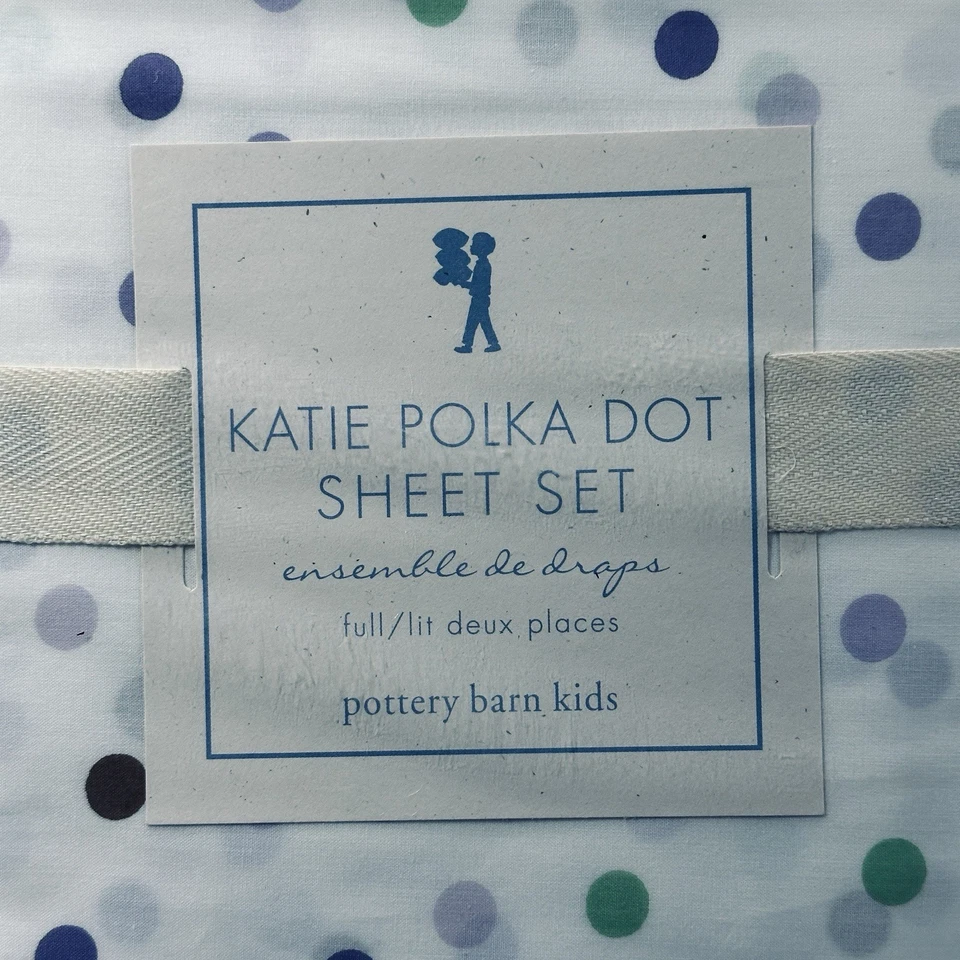 KATIE POLKA DOT
SHEET SET
ensemble de draps
full/lit deux places
pottery barn kids